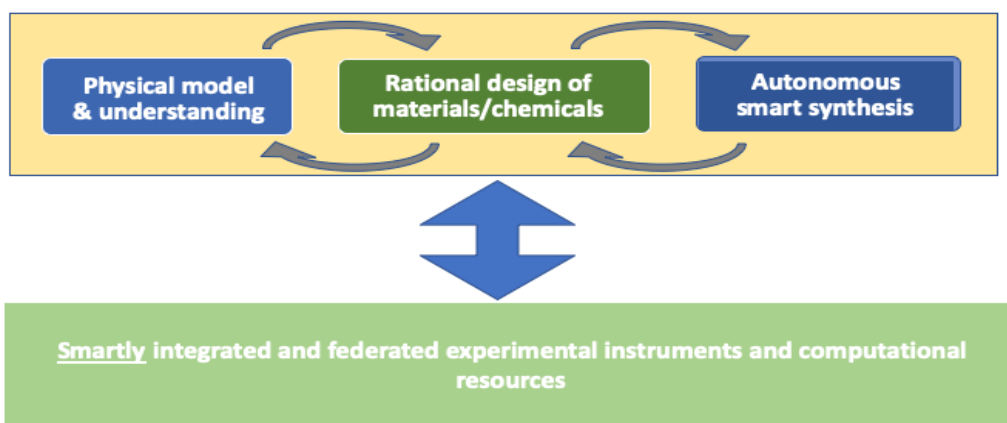 Physical model
& understanding
Rational design of
materials/chemicals
Autonomous
smart synthesis
Smartly integrated and federated experimental instruments and computational
resources